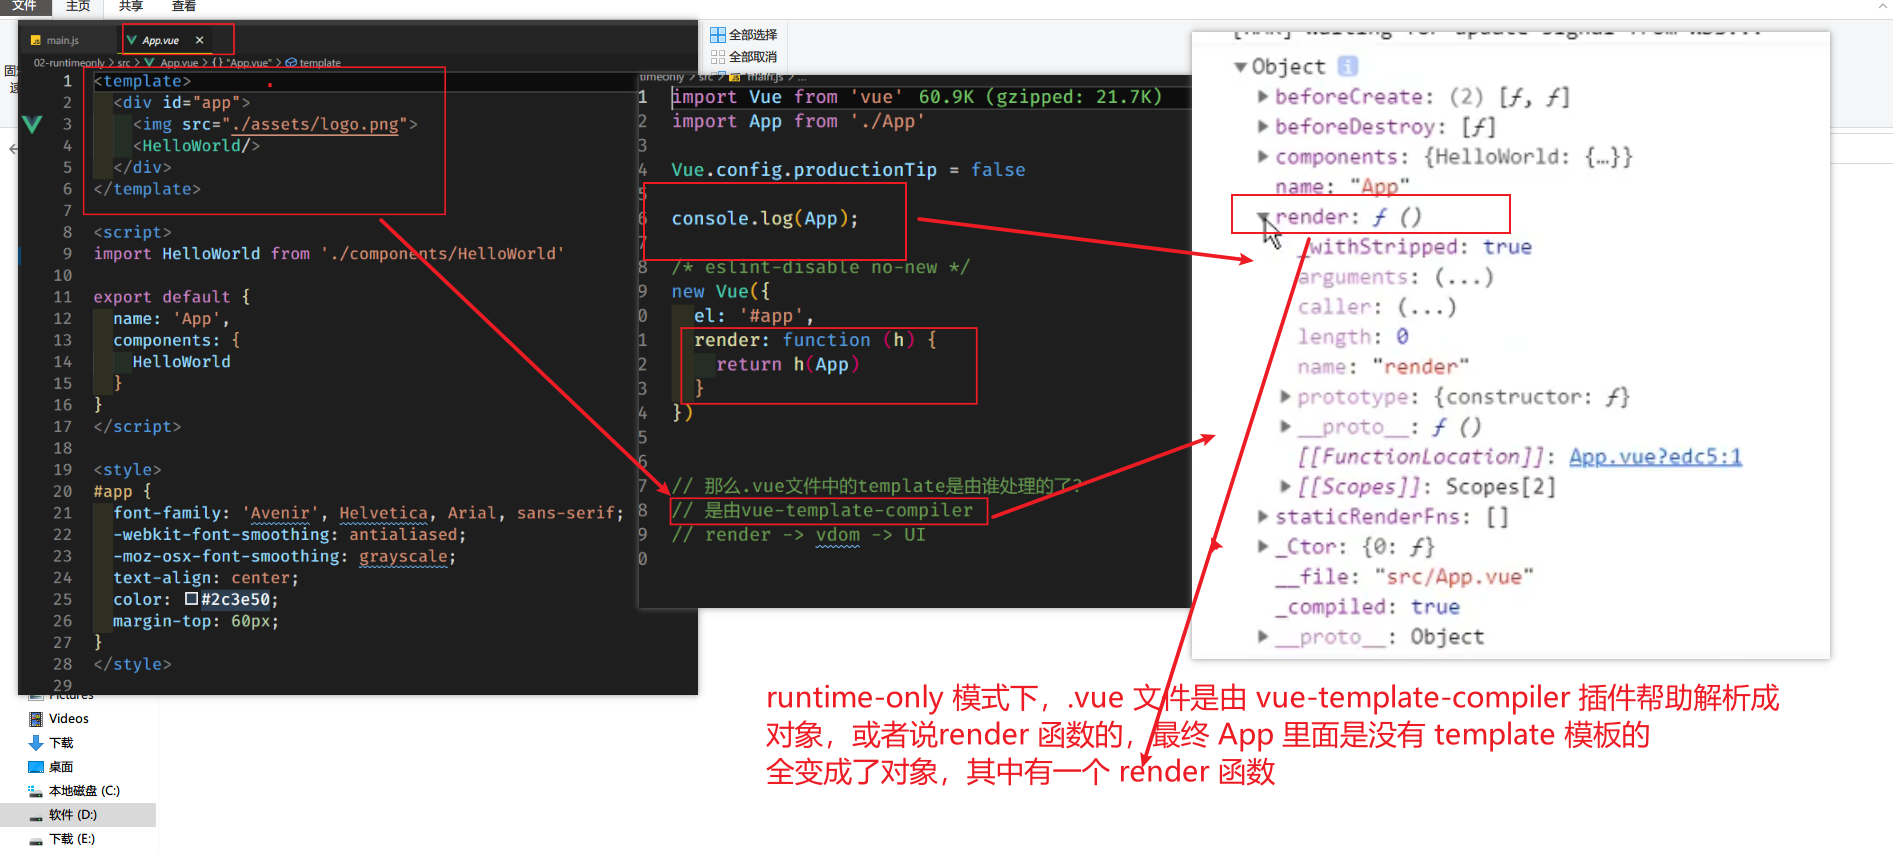 文件
主页
共享
查看
全部选择
全部取消
main.js
App.vue
02-runtimeonly > src > App.vue > {} "App.vue" > template
1 <template>
2 <div id="app">
3 <img src="./assets/logo.png">
4 <HelloWorld/>
5 </div>
6 </template>
7
8 <script>
9 import HelloWorld from './components/HelloWorld'
10
11 export default {
12 name: 'App',
13 components: {
14 HelloWorld
15 }
16 }
17 </script>
18
19 <style>
20 #app {
21 font-family: 'Avenir', Helvetica, Arial, sans-serif;
22 -webkit-font-smoothing: antialiased;
23 -moz-osx-font-smoothing: grayscale;
24 text-align: center;
25 color: #2c3e50;
26 margin-top: 60px;
27 }
28 </style>
29
timeonly > src > main.js > ...
1 import Vue from 'vue' 60.9K (gzipped: 21.7K)
2 import App from './App'
3
4 Vue.config.productionTip = false
5
6 console.log(App);
7
8 /* eslint-disable no-new */
9 new Vue({
0 el: '#app',
1 render: function (h) {
2 return h(App)
3 }
4 })
5
6
7 // 那么.vue文件中的template是由谁处理的了?
8 // 是由vue-template-compiler
9 // render -> vdom -> UI
0
Object i
beforeCreate: (2) [ƒ, ƒ]
beforeDestroy: [ƒ]
components: {HelloWorld: {…}}
name: "App"
render: ƒ ()
_withStripped: true
arguments: (...)
caller: (...)
length: 0
name: "render"
prototype: {constructor: ƒ}
__proto__: ƒ ()
[[FunctionLocation]]: App.vue?edc5:1
[[Scopes]]: Scopes[2]
staticRenderFns: []
_Ctor: {0: ƒ}
__file: "src/App.vue"
_compiled: true
__proto__: Object
runtime-only 模式下，.vue 文件是由 vue-template-compiler 插件帮助解析成
对象，或者说render 函数的，最终 App 里面是没有 template 模板的
全变成了对象，其中有一个 render 函数
Pictures
Videos
下载
桌面
本地磁盘 (C:)
软件 (D:)
下载 (E:)